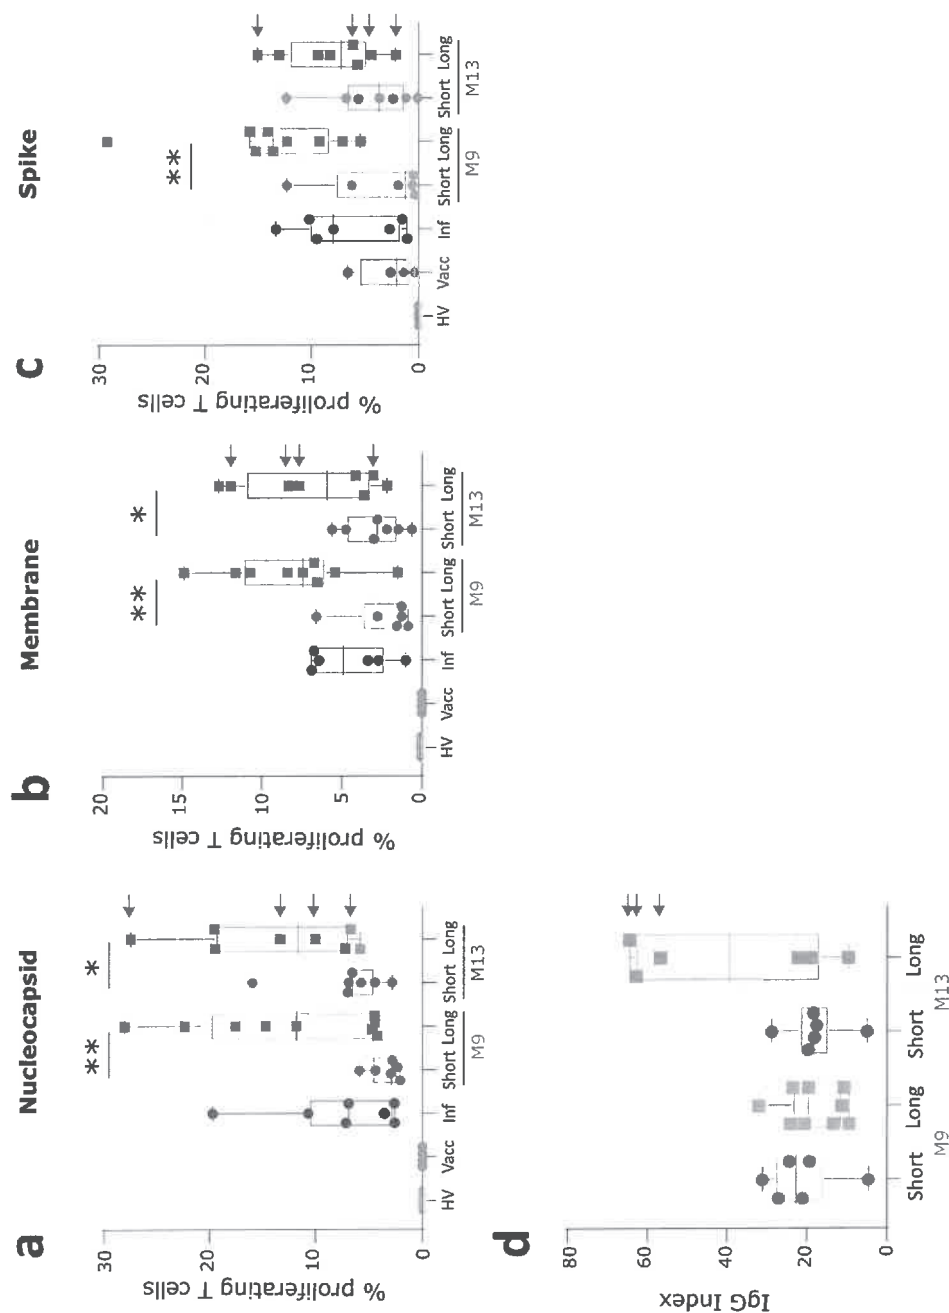 a
Nucleocapsid
**
*
% proliferating T cells
30
20
10
0
HV Vacc Inf Short Long Short Long
M9 M13
b
Membrane
**
*
% proliferating T cells
20
15
10
5
0
HV Vacc Inf Short Long Short Long
M9 M13
c
Spike
**
% proliferating T cells
30
20
10
0
HV Vacc Inf Short Long Short Long
M9 M13
d
IgG Index
80
60
40
20
0
Short Long Short Long
M9 M13